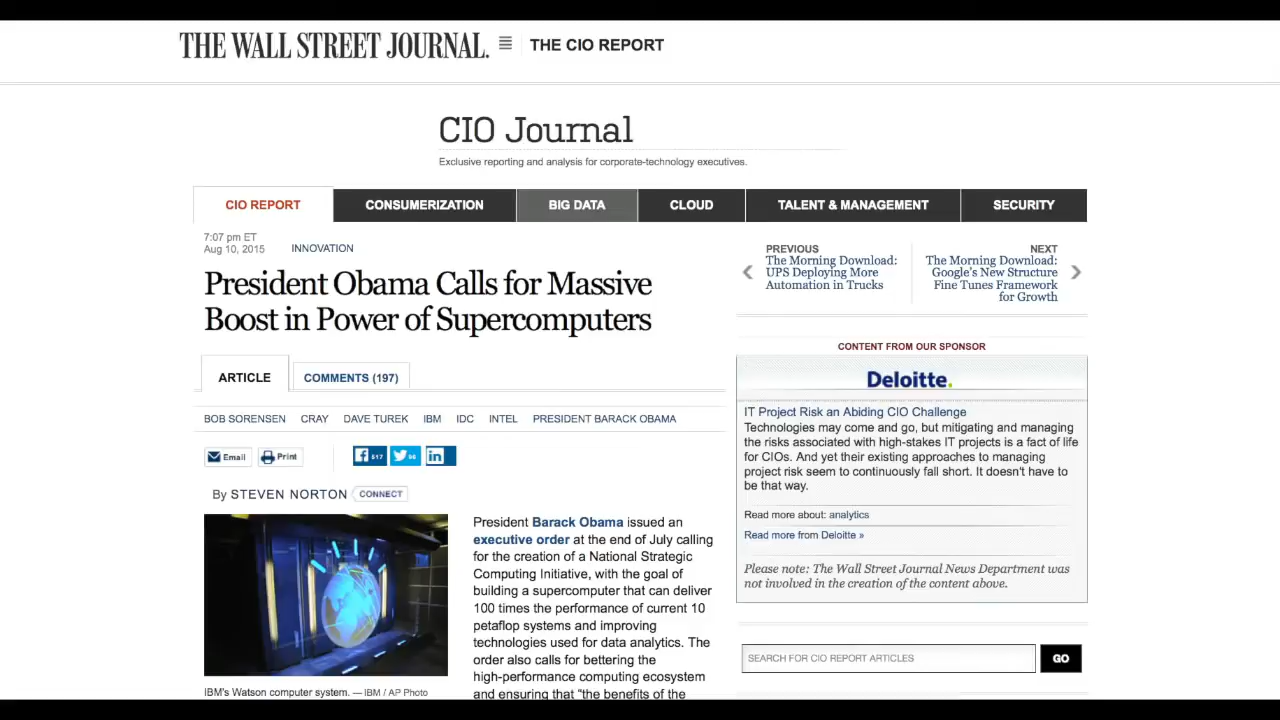 THE WALL STREET JOURNAL.
THE CIO REPORT
CIO Journal
Exclusive reporting and analysis for corporate-technology executives.
CIO REPORT
CONSUMERIZATION
BIG DATA
CLOUD
TALENT & MANAGEMENT
SECURITY
7:07 pm ET
Aug 10, 2015
INNOVATION
President Obama Calls for Massive
Boost in Power of Supercomputers
ARTICLE
COMMENTS (197)
BOB SORENSEN CRAY DAVE TUREK IBM IDC INTEL PRESIDENT BARACK OBAMA
Email
Print
517
96
in
By STEVEN NORTON
CONNECT
IBM's Watson computer system. — IBM / AP Photo
President Barack Obama issued an
executive order at the end of July calling
for the creation of a National Strategic
Computing Initiative, with the goal of
building a supercomputer that can deliver
100 times the performance of current 10
petaflop systems and improving
technologies used for data analytics. The
order also calls for bettering the
high-performance computing ecosystem
and ensuring that "the benefits of the
PREVIOUS
The Morning Download:
UPS Deploying More
Automation in Trucks
NEXT
The Morning Download:
Google's New Structure
Fine Tunes Framework
for Growth
CONTENT FROM OUR SPONSOR
Deloitte.
IT Project Risk an Abiding CIO Challenge
Technologies may come and go, but mitigating and managing
the risks associated with high-stakes IT projects is a fact of life
for CIOs. And yet their existing approaches to managing
project risk seem to continuously fall short. It doesn't have to
be that way.
Read more about: analytics
Read more from Deloitte »
Please note: The Wall Street Journal News Department was
not involved in the creation of the content above.
SEARCH FOR CIO REPORT ARTICLES
GO